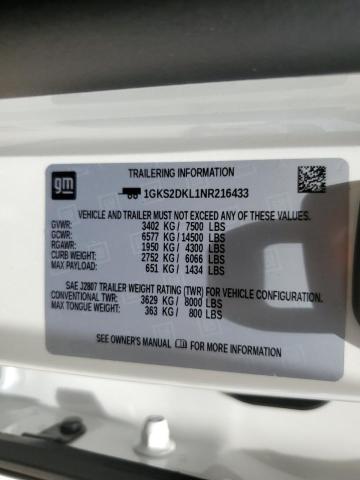 gm
TRAILERING INFORMATION
1GKS2DKL1NR216433
VEHICLE AND TRAILER MUST NOT EXCEED ANY OF THESE VALUES.
GVWR: 3402 KG / 7500 LBS
GCWR: 6577 KG /14500 LBS
RGAWR: 1950 KG / 4300 LBS
CURB WEIGHT: 2752 KG / 6066 LBS
MAX PAYLOAD: 651 KG / 1434 LBS
SAE J2807 TRAILER WEIGHT RATING (TWR) FOR VEHICLE CONFIGURATION.
CONVENTIONAL TWR: 3629 KG / 8000 LBS
MAX TONGUE WEIGHT: 363 KG / 800 LBS
SEE OWNER'S MANUAL FOR MORE INFORMATION